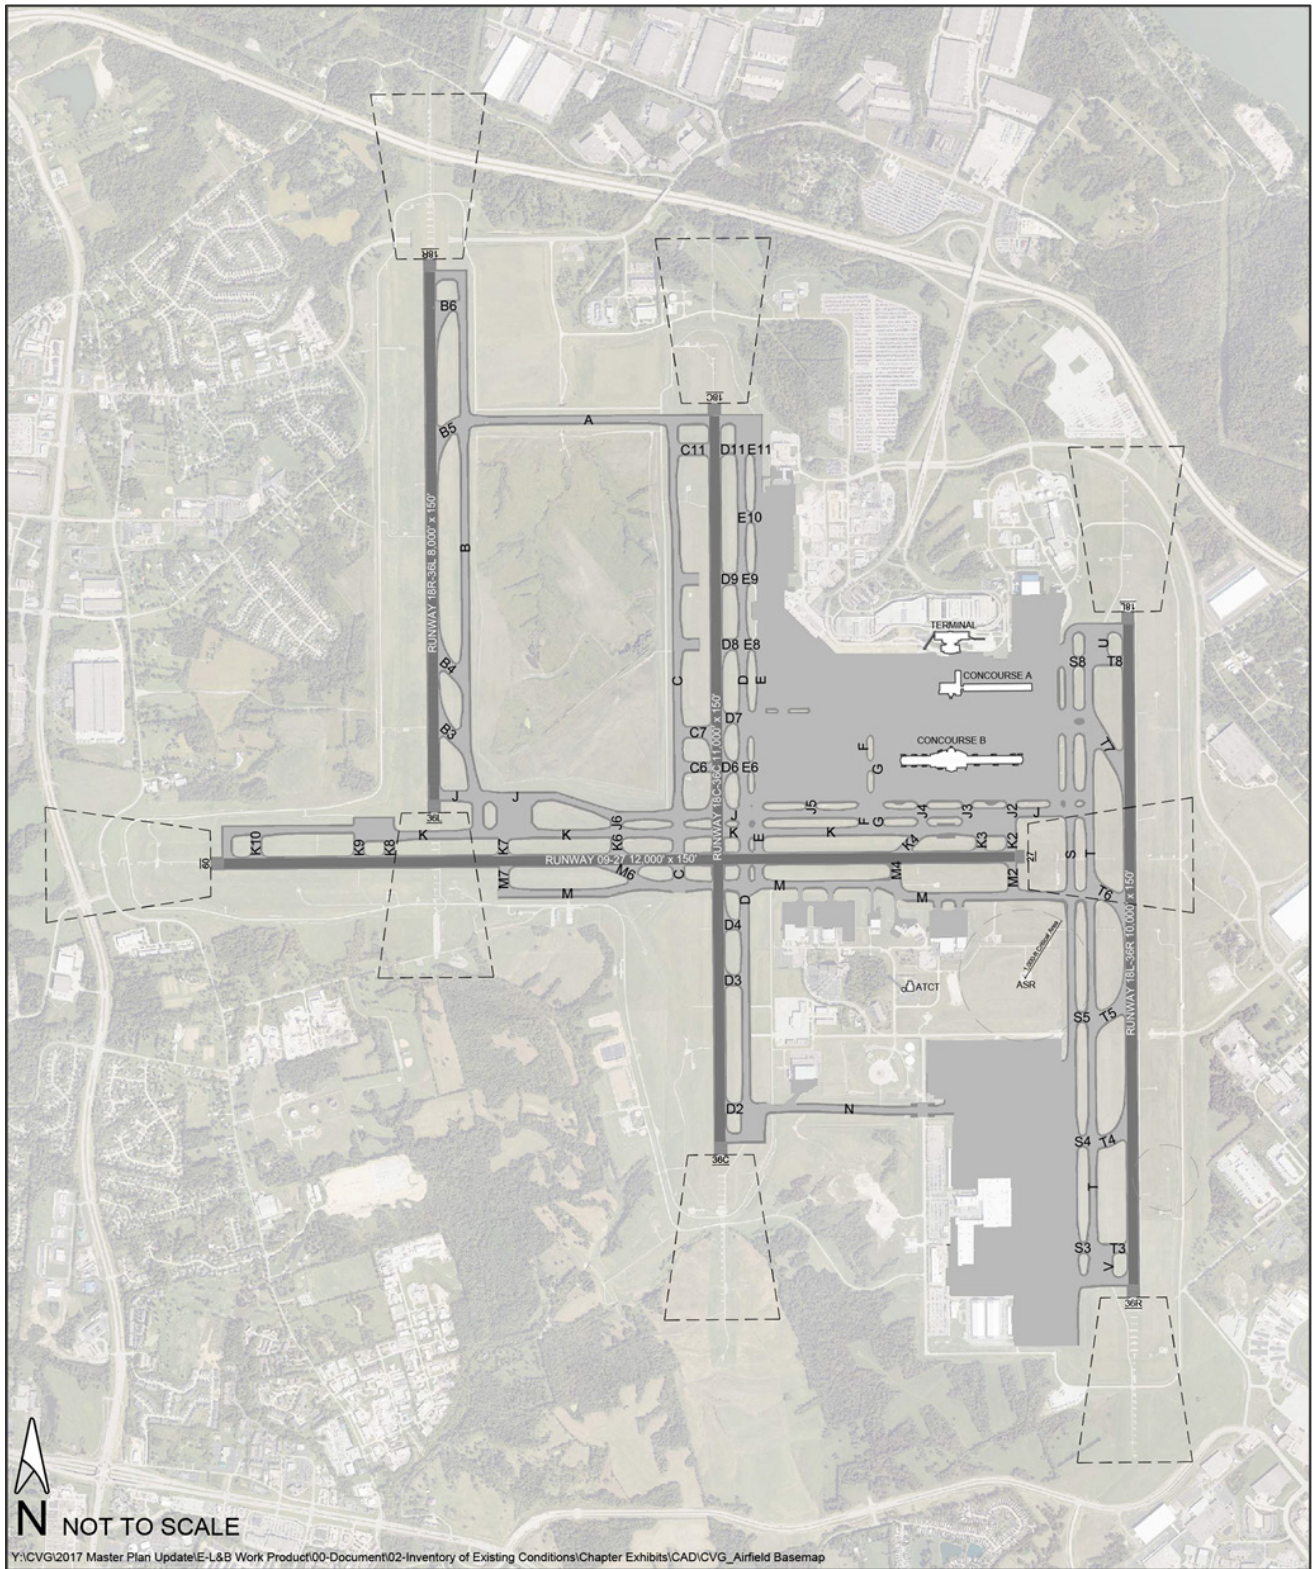 18R
B6
18C
A
B5
C11 D11 E11
RUNWAY 18R-36L 8,000' x 150'
E10
B
D9 E9
18L
TERMINAL
D8 E8
U
B4
S8 T8
C
D
E
CONCOURSE A
RUNWAY 18C-36C 11,000' x 150'
D7
B3
C7
F
CONCOURSE B
T7
C6 D6 E6
G
J
J
J5
J4
J3
J2
J
36L
J6
J
F
G
K10
K9
K8
K
K7
K
K6
K
E
K
K4
K3
K2
S
T
09
RUNWAY 09-27 12,000' x 150'
27
M7
M6
C
M4
M2
M
M
M
T6
D
D4
RUNWAY 18L-36R 10,000' x 150'
1,500-ft Critical Area
D3
ATCT
ASR
S5
T5
D2
N
S4
T4
T
S3 T3
V
36C
36R
N NOT TO SCALE
Y:\CVG\2017 Master Plan Update\E-L&B Work Product\00-Document\02-Inventory of Existing Conditions\Chapter Exhibits\CAD\CVG_Airfield Basemap